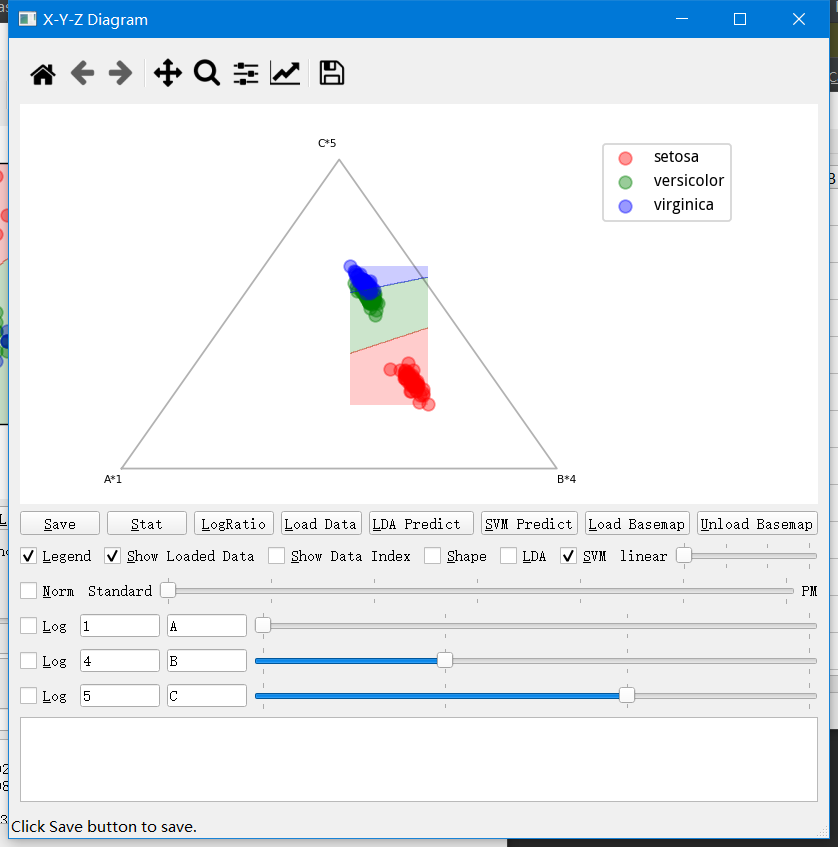 X-Y-Z Diagram
C*5
setosa
versicolor
virginica
A*1
B*4
Save Stat LogRatio Load Data LDA Predict SVM Predict Load Basemap Unload Basemap
Legend Show Loaded Data Show Data Index Shape LDA SVM linear
Norm Standard PM
Log 1 A
Log 4 B
Log 5 C
Click Save button to save.